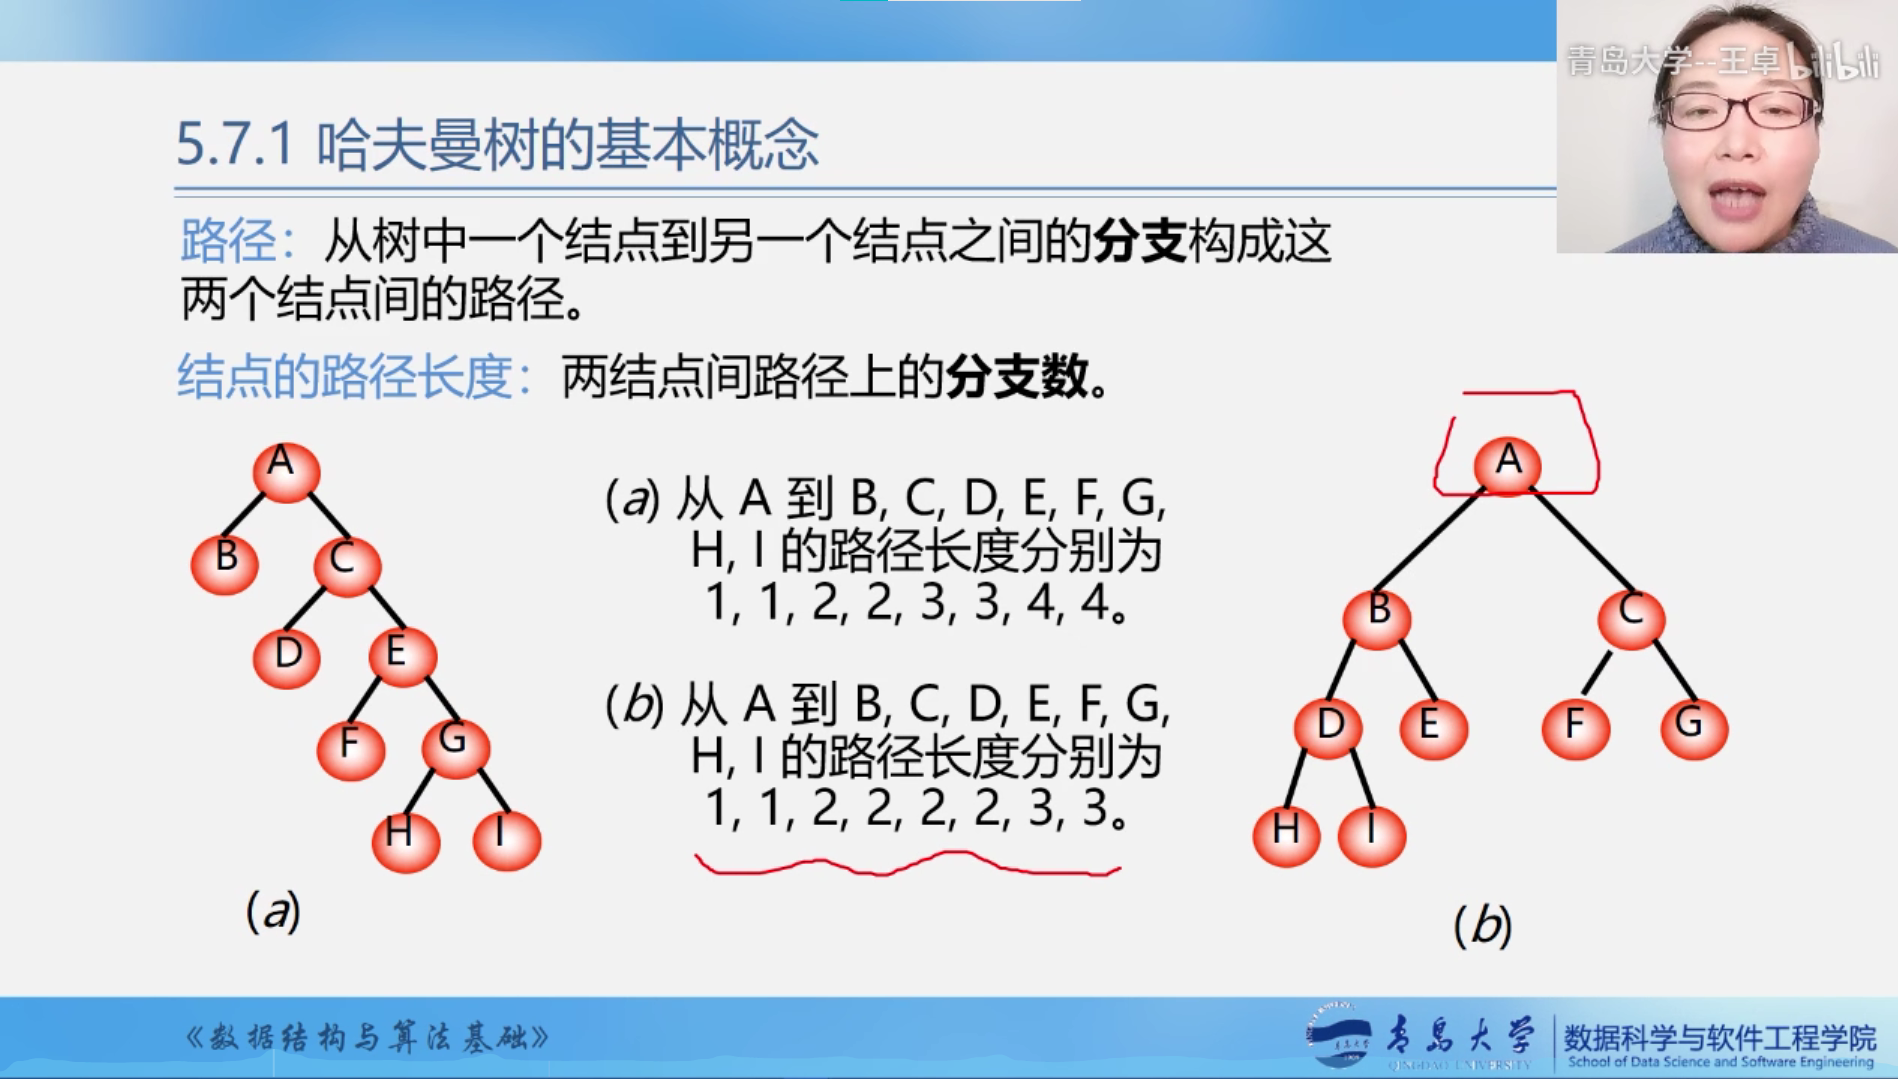 青岛大学--王卓 bilibili
5.7.1 哈夫曼树的基本概念
路径：从树中一个结点到另一个结点之间的分支构成这
两个结点间的路径。
结点的路径长度：两结点间路径上的分支数。
A
B
C
D
E
F
G
H
I
(a)
(a) 从 A 到 B, C, D, E, F, G,
H, I 的路径长度分别为
1, 1, 2, 2, 3, 3, 4, 4。
(b) 从 A 到 B, C, D, E, F, G,
H, I 的路径长度分别为
1, 1, 2, 2, 2, 2, 3, 3。
A
B
C
D
E
F
G
H
I
(b)
《数据结构与算法基础》
青岛大学
QINGDAO UNIVERSITY
数据科学与软件工程学院
School of Data Science and Software Engineering